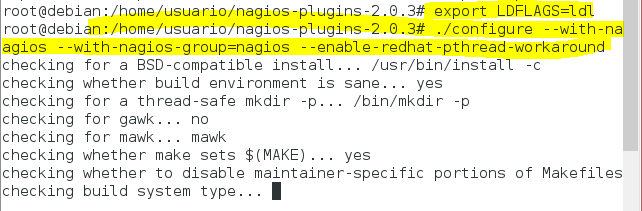 root@debian:/home/usuario/nagios-plugins-2.0.3# export LDFLAGS=ldl
root@debian:/home/usuario/nagios-plugins-2.0.3# ./configure --with-na
gios --with-nagios-group=nagios --enable-redhat-pthread-workaround
checking for a BSD-compatible install... /usr/bin/install -c
checking whether build environment is sane... yes
checking for a thread-safe mkdir -p... /bin/mkdir -p
checking for gawk... no
checking for mawk... mawk
checking whether make sets $(MAKE)... yes
checking whether to disable maintainer-specific portions of Makefiles
checking build system type...